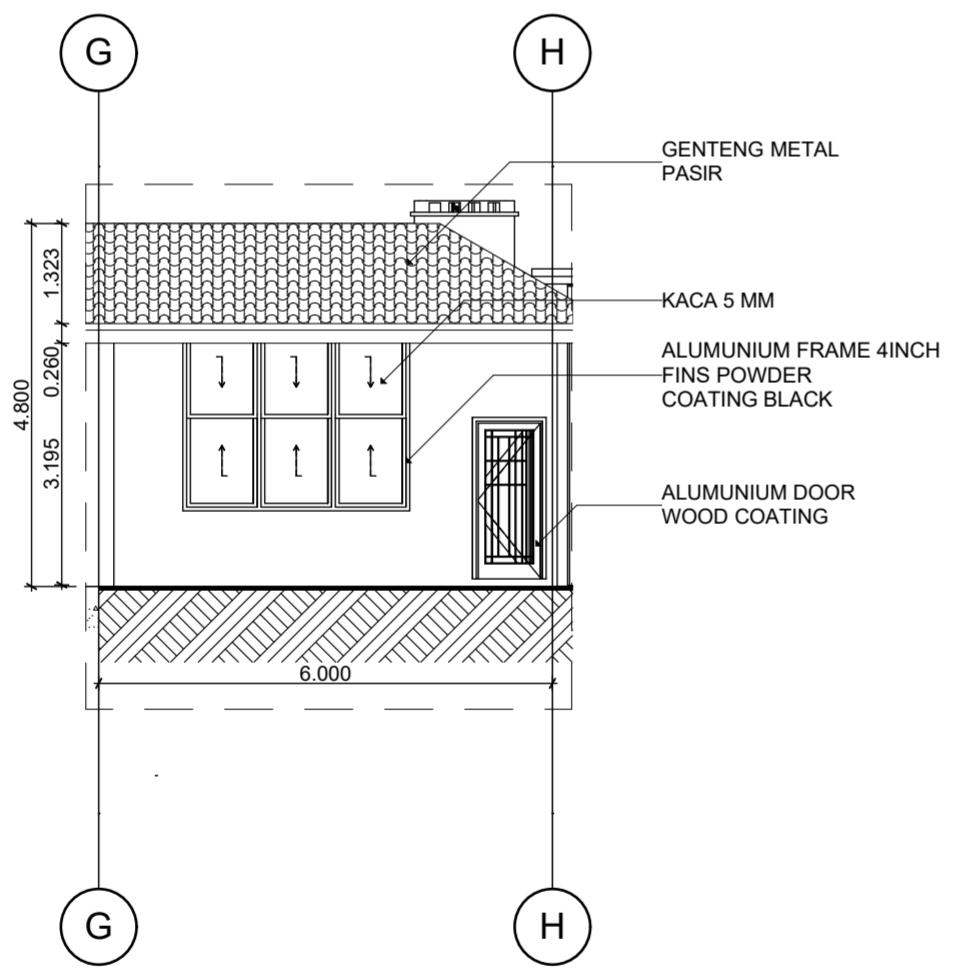 G
H
GENTENG METAL
PASIR
KACA 5 MM
ALUMUNIUM FRAME 4INCH
FINS POWDER
COATING BLACK
ALUMUNIUM DOOR
WOOD COATING
4.800
1.323
0.260
3.195
6.000
G
H